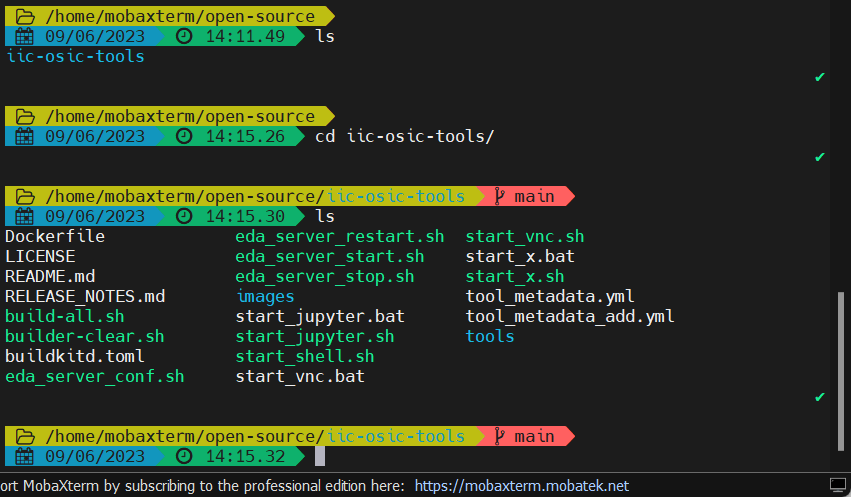 /home/mobaxterm/open-source
09/06/2023 14:11.49 ls
iic-osic-tools
✔
/home/mobaxterm/open-source
09/06/2023 14:15.26 cd iic-osic-tools/
✔
/home/mobaxterm/open-source/iic-osic-tools main
09/06/2023 14:15.30 ls
Dockerfile eda_server_restart.sh start_vnc.sh
LICENSE eda_server_start.sh start_x.bat
README.md eda_server_stop.sh start_x.sh
RELEASE_NOTES.md images tool_metadata.yml
build-all.sh start_jupyter.bat tool_metadata_add.yml
builder-clear.sh start_jupyter.sh tools
buildkitd.toml start_shell.sh
eda_server_conf.sh start_vnc.bat
✔
/home/mobaxterm/open-source/iic-osic-tools main
09/06/2023 14:15.32
ort MobaXterm by subscribing to the professional edition here: https://mobaxterm.mobatek.net